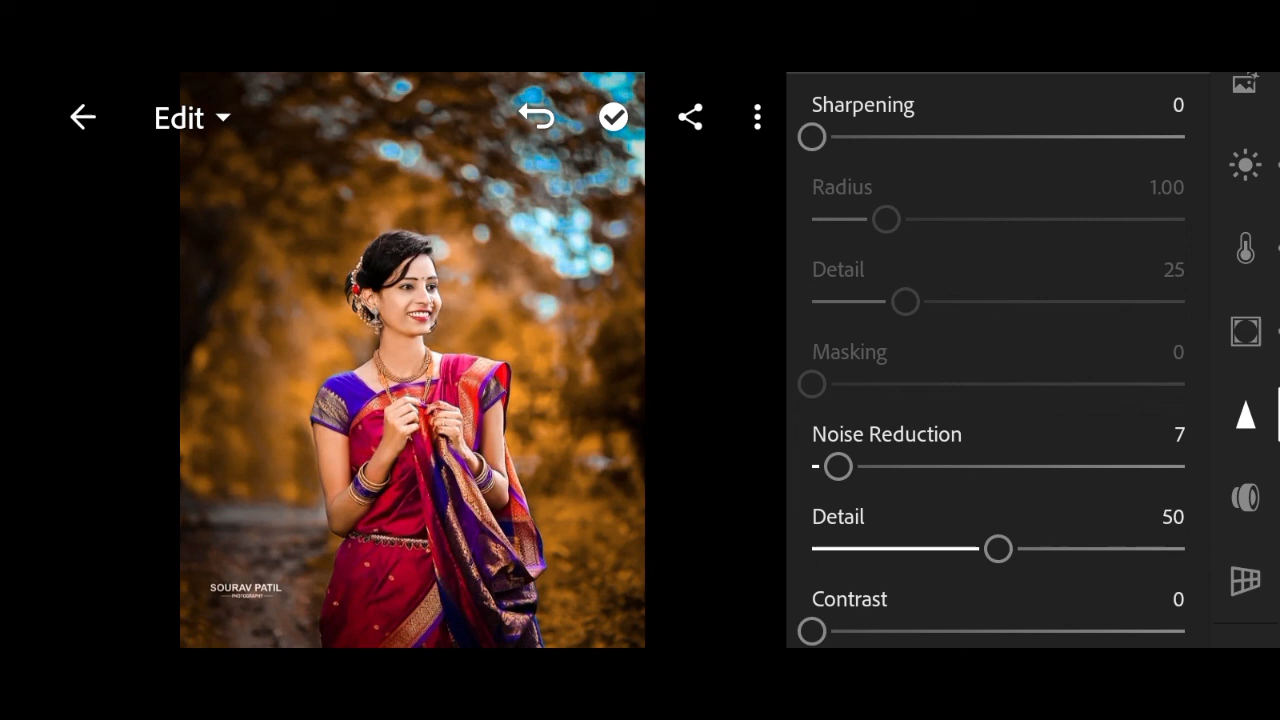 Edit
Sharpening 0
Radius 1.00
Detail 25
Masking 0
Noise Reduction 7
Detail 50
Contrast 0
SOURAV PATIL
PHOTOGRAPHY